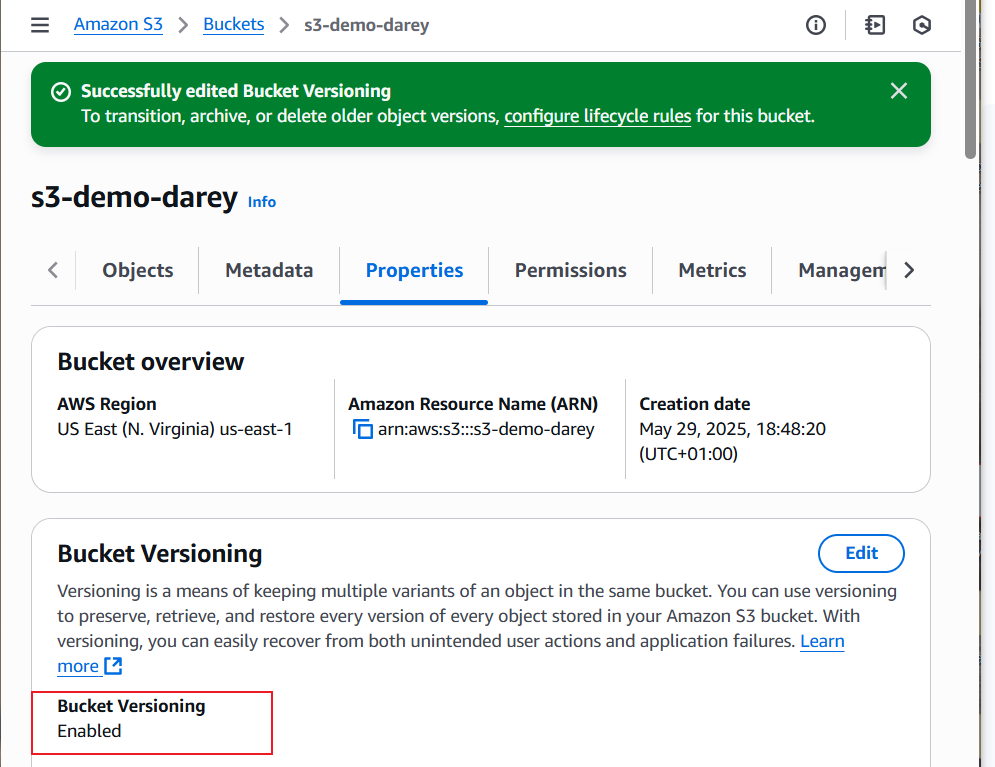 Amazon S3 > Buckets > s3-demo-darey
Successfully edited Bucket Versioning
To transition, archive, or delete older object versions, configure lifecycle rules for this bucket.
s3-demo-darey Info
Objects Metadata Properties Permissions Metrics Managem
Bucket overview
AWS Region
US East (N. Virginia) us-east-1
Amazon Resource Name (ARN)
arn:aws:s3:::s3-demo-darey
Creation date
May 29, 2025, 18:48:20
(UTC+01:00)
Bucket Versioning
Edit
Versioning is a means of keeping multiple variants of an object in the same bucket. You can use versioning
to preserve, retrieve, and restore every version of every object stored in your Amazon S3 bucket. With
versioning, you can easily recover from both unintended user actions and application failures. Learn
more
Bucket Versioning
Enabled